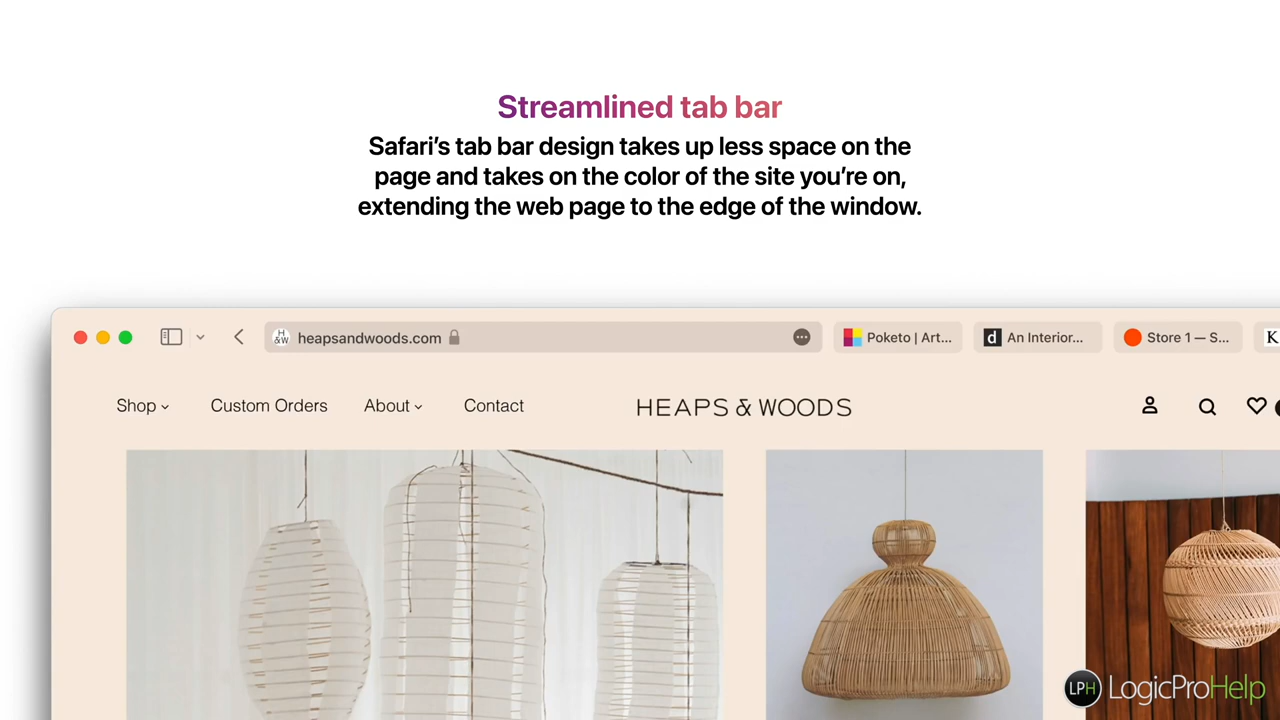 Streamlined tab bar
Safari’s tab bar design takes up less space on the
page and takes on the color of the site you’re on,
extending the web page to the edge of the window.
H
&W
heapsandwoods.com
Poketo | Art...
d
An Interior...
Store 1 — S...
K
Shop
Custom Orders
About
Contact
HEAPS & WOODS
LPH LogicProHelp